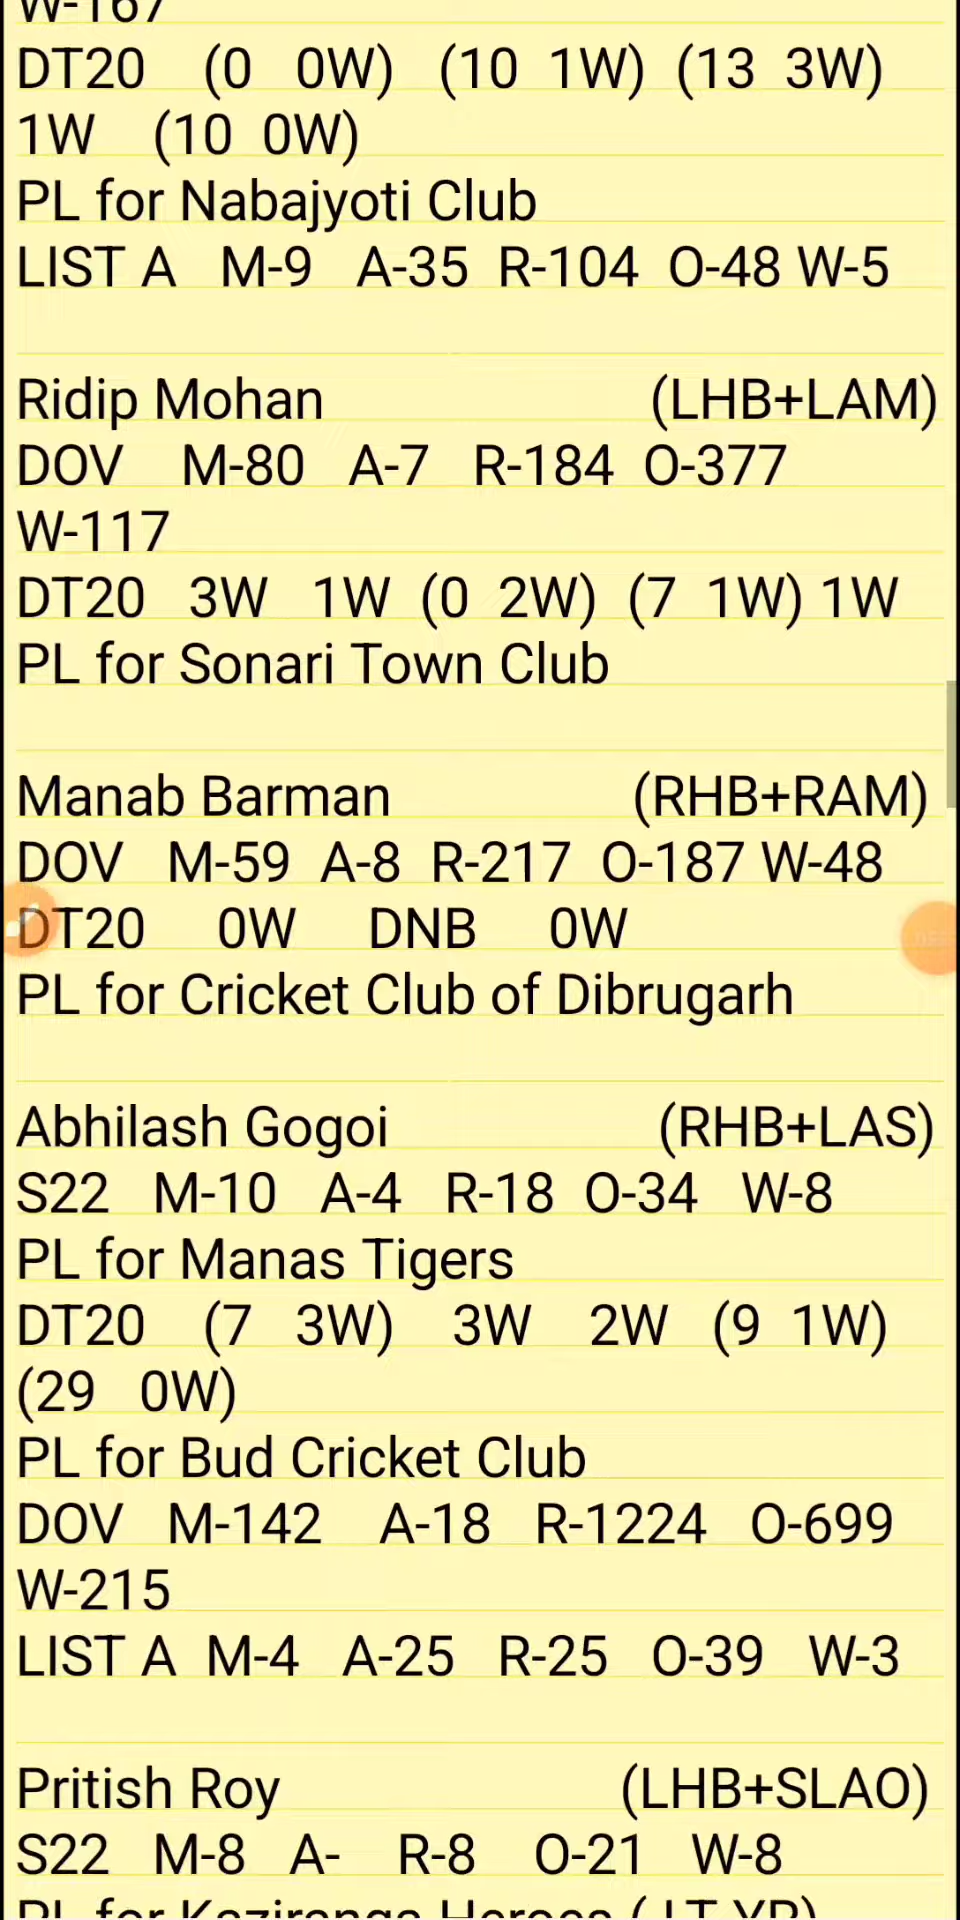 W-167
DT20 (0 0W) (10 1W) (13 3W)
1W (10 0W)
PL for Nabajyoti Club
LIST A M-9 A-35 R-104 O-48 W-5
Ridip Mohan (LHB+LAM)
DOV M-80 A-7 R-184 O-377
W-117
DT20 3W 1W (0 2W) (7 1W) 1W
PL for Sonari Town Club
Manab Barman (RHB+RAM)
DOV M-59 A-8 R-217 O-187 W-48
DT20 0W DNB 0W
PL for Cricket Club of Dibrugarh
Abhilash Gogoi (RHB+LAS)
S22 M-10 A-4 R-18 O-34 W-8
PL for Manas Tigers
DT20 (7 3W) 3W 2W (9 1W)
(29 0W)
PL for Bud Cricket Club
DOV M-142 A-18 R-1224 O-699
W-215
LIST A M-4 A-25 R-25 O-39 W-3
Pritish Roy (LHB+SLAO)
S22 M-8 A- R-8 O-21 W-8
PL for Kaziranga Heroes